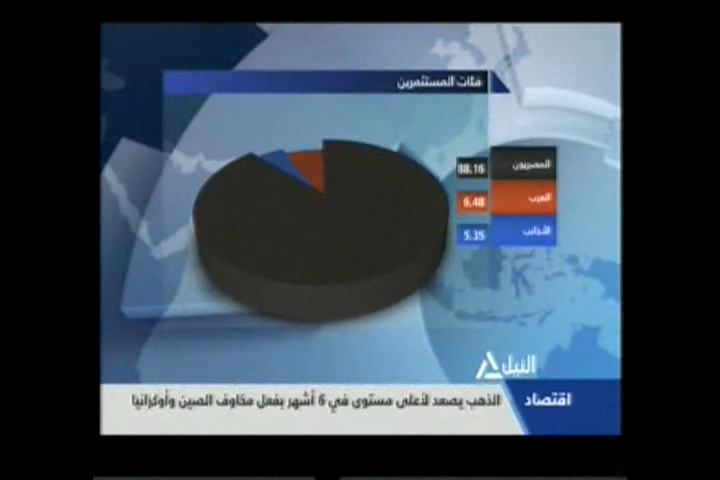 فئات المستثمرين
المصريون 88.16
العرب 6.48
الأجانب 5.35
النيل
اقتصاد
الذهب يصعد لأعلى مستوى في 6 أشهر بفعل مخاوف الصين وأوكرانيا